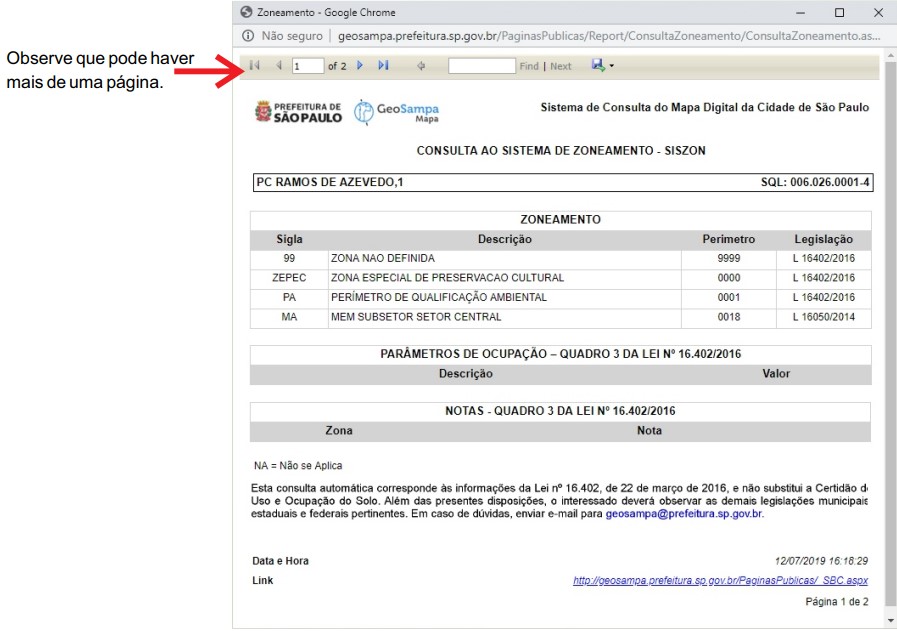 Zoneamento - Google Chrome
Não seguro | geosampa.prefeitura.sp.gov.br/PaginasPublicas/Report/ConsultaZoneamento/ConsultaZoneamento.as...
Observe que pode haver
mais de uma página.
1 of 2 Find | Next
PREFEITURA DE
SÃO PAULO
GeoSampa
Mapa
Sistema de Consulta do Mapa Digital da Cidade de São Paulo
CONSULTA AO SISTEMA DE ZONEAMENTO - SISZON
PC RAMOS DE AZEVEDO,1 SQL: 006.026.0001-4
ZONEAMENTO
Sigla Descrição Perimetro Legislação
99 ZONA NAO DEFINIDA 9999 L 16402/2016
ZEPEC ZONA ESPECIAL DE PRESERVACAO CULTURAL 0000 L 16402/2016
PA PERÍMETRO DE QUALIFICAÇÃO AMBIENTAL 0001 L 16402/2016
MA MEM SUBSETOR SETOR CENTRAL 0018 L 16050/2014
PARÂMETROS DE OCUPAÇÃO – QUADRO 3 DA LEI Nº 16.402/2016
Descrição Valor
NOTAS - QUADRO 3 DA LEI Nº 16.402/2016
Zona Nota
NA = Não se Aplica
Esta consulta automática corresponde às informações da Lei nº 16.402, de 22 de março de 2016, e não substitui a Certidão d
Uso e Ocupação do Solo. Além das presentes disposições, o interessado deverá observar as demais legislações municipais
estaduais e federais pertinentes. Em caso de dúvidas, enviar e-mail para geosampa@prefeitura.sp.gov.br.
Data e Hora 12/07/2019 16:18:29
Link http://geosampa.prefeitura.sp.gov.br/PaginasPublicas/_SBC.aspx
Página 1 de 2